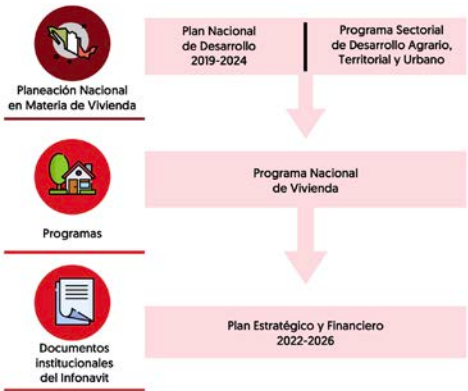 Plan Nacional
de Desarrollo
2019-2024
Programa Sectorial
de Desarrollo Agrario,
Territorial y Urbano
Planeación Nacional
en Materia de Vivienda
Programa Nacional
de Vivienda
Programas
Plan Estratégico y Financiero
2022-2026
Documentos
institucionales
del Infonavit